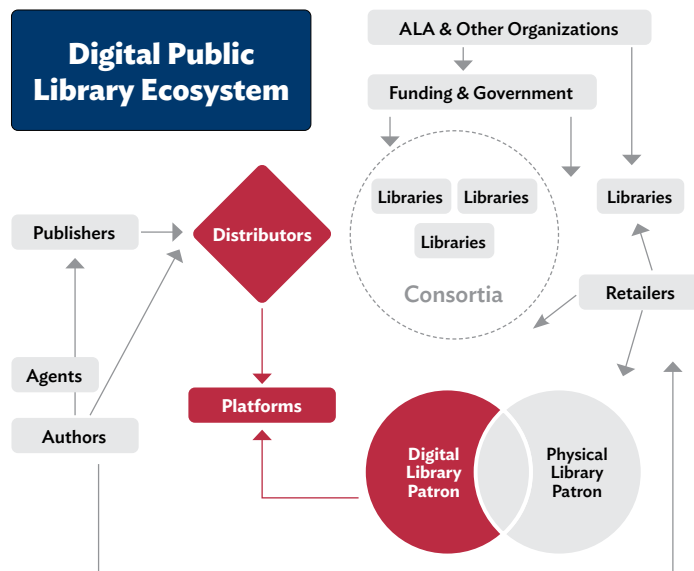 Digital Public
Library Ecosystem
ALA & Other Organizations
Funding & Government
Libraries
Libraries
Libraries
Libraries
Publishers
Distributors
Consortia
Retailers
Agents
Platforms
Authors
Digital
Library
Patron
Physical
Library
Patron